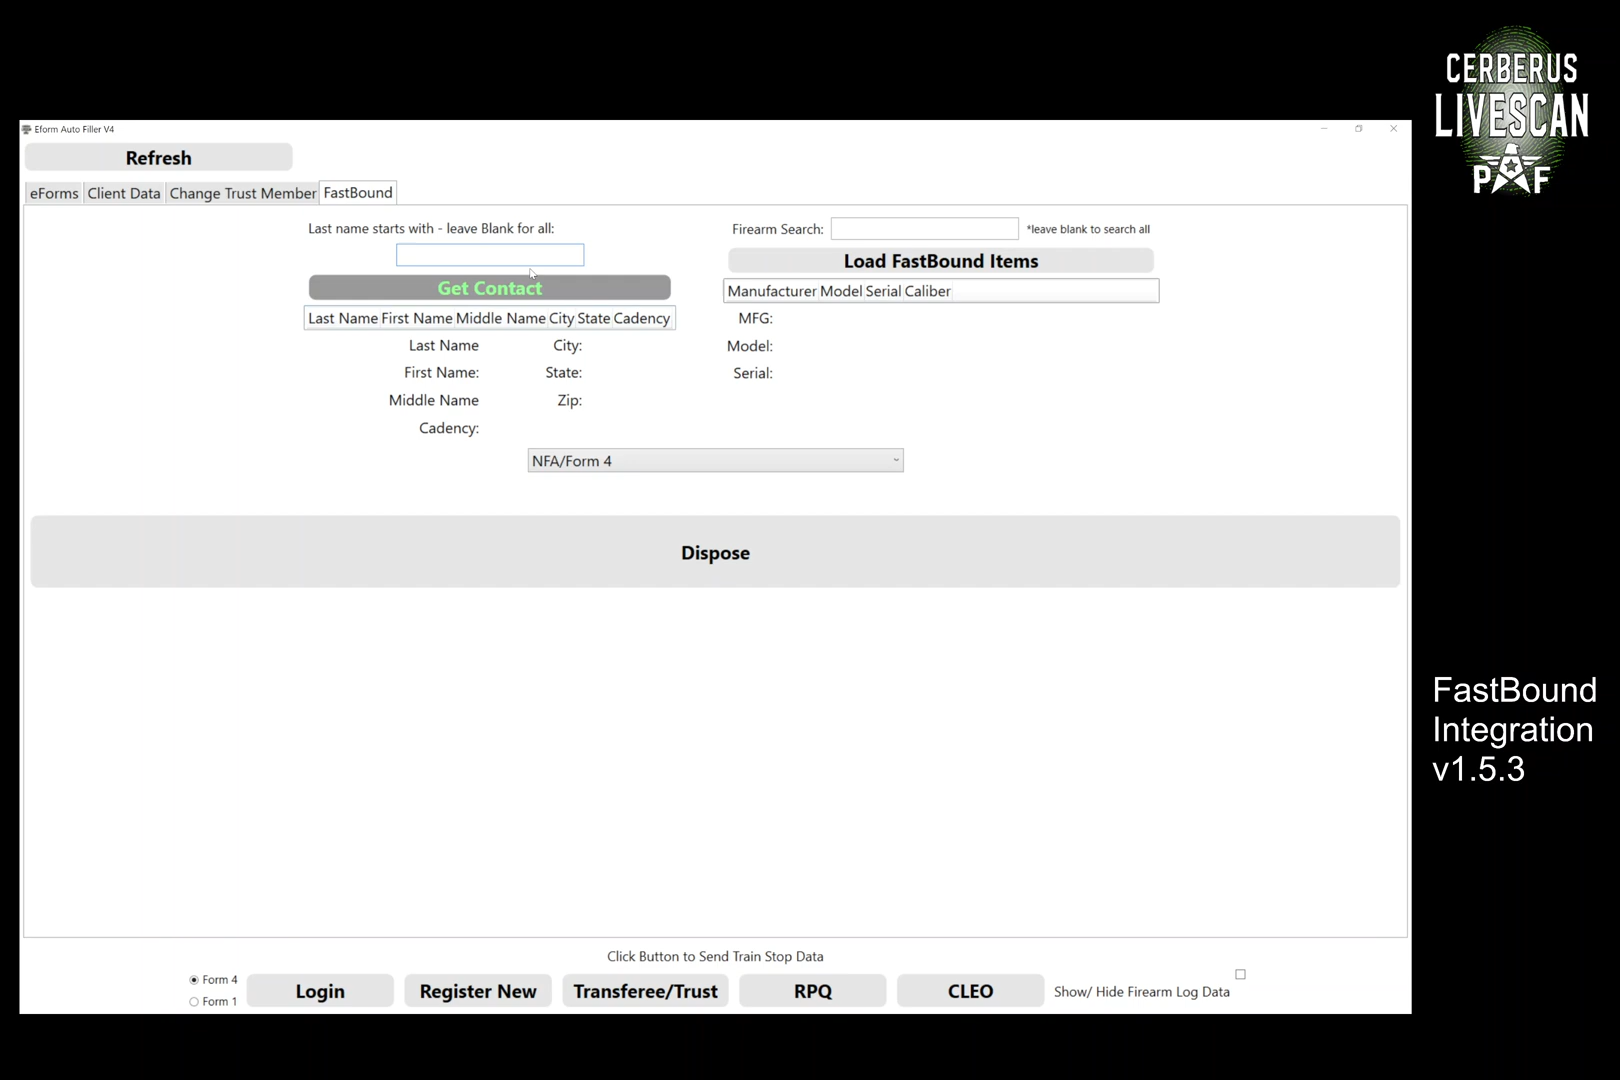 CERBERUS
LIVESCAN
P F
Eform Auto Filler V4
Refresh
eForms Client Data Change Trust Member FastBound
Last name starts with - leave Blank for all:
Firearm Search: *leave blank to search all
Get Contact
Load FastBound Items
Last Name First Name Middle Name City State Cadency
Manufacturer Model Serial Caliber
Last Name City:
First Name: State:
Middle Name Zip:
Cadency:
MFG:
Model:
Serial:
NFA/Form 4
Dispose
FastBound
Integration
v1.5.3
Click Button to Send Train Stop Data
Form 4
Form 1
Login Register New Transferee/Trust RPQ CLEO Show/ Hide Firearm Log Data